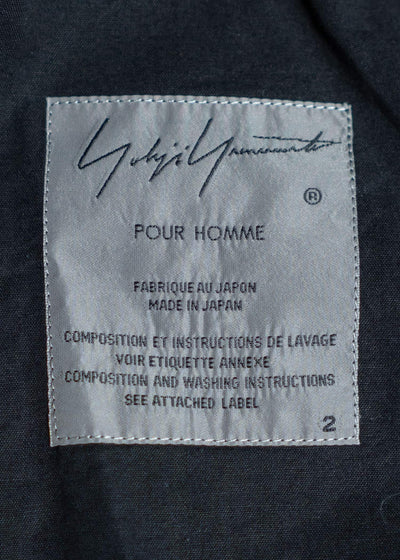 Yohji Yamamoto
®
POUR HOMME
FABRIQUE AU JAPON
MADE IN JAPAN
COMPOSITION ET INSTRUCTIONS DE LAVAGE
VOIR ETIQUETTE ANNEXE
COMPOSITION AND WASHING INSTRUCTIONS
SEE ATTACHED LABEL
2